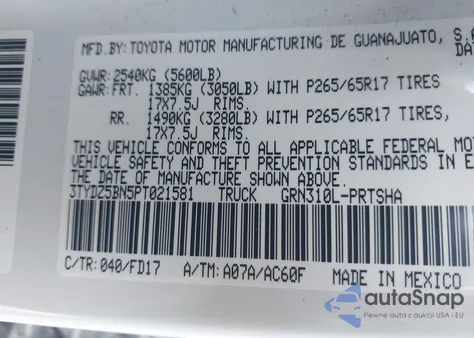 MFD.BY: TOYOTA MOTOR MANUFACTURING DE GUANAJUATO, S.
DA
GVWR: 2540KG (5600LB)
GAWR: FRT. 1385KG (3050LB) WITH P265/65R17 TIRES
17X7.5J RIMS.
RR. 1490KG (3280LB) WITH P265/65R17 TIRES,
17X7.5J RIMS.
THIS VEHICLE CONFORMS TO ALL APPLICABLE FEDERAL MO
VEHICLE SAFETY AND THEFT PREVENTION STANDARDS IN E
THE DATE OF MANUFACTURE SHOWN ABOVE.
3TYDZ5BN5PT021581 TRUCK GRN310L-PRTSHA
C/TR: 040/FD17 A/TM: A07A/AC60F MADE IN MEXICO
autoSnap
Pewne auta z aukcji USA i EU